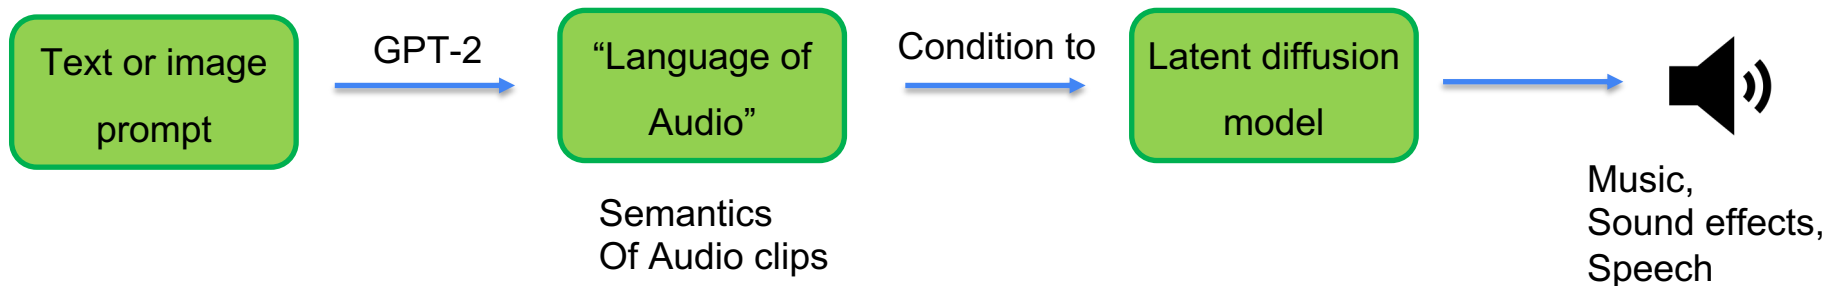 Text or image
prompt
GPT-2
“Language of
Audio”
Semantics
Of Audio clips
Condition to
Latent diffusion
model
Music,
Sound effects,
Speech